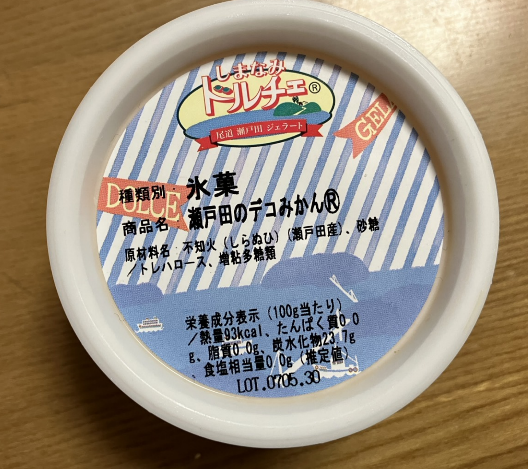 しまなみ
ドルチェ®
尾道 瀬戸田 ジェラート
GEL
DULCE
種類別・氷菓
商品名・瀬戸田のデコみかん®
原材料名・不知火（しらぬひ）（瀬戸田産）、砂糖
／トレハロース、増粘多糖類
栄養成分表示（100g当たり）
／熱量93kcal、たんぱく質0.0
g、脂質0.0g、炭水化物23.7g
、食塩相当量0.0g（推定値）
LOT.0705.30